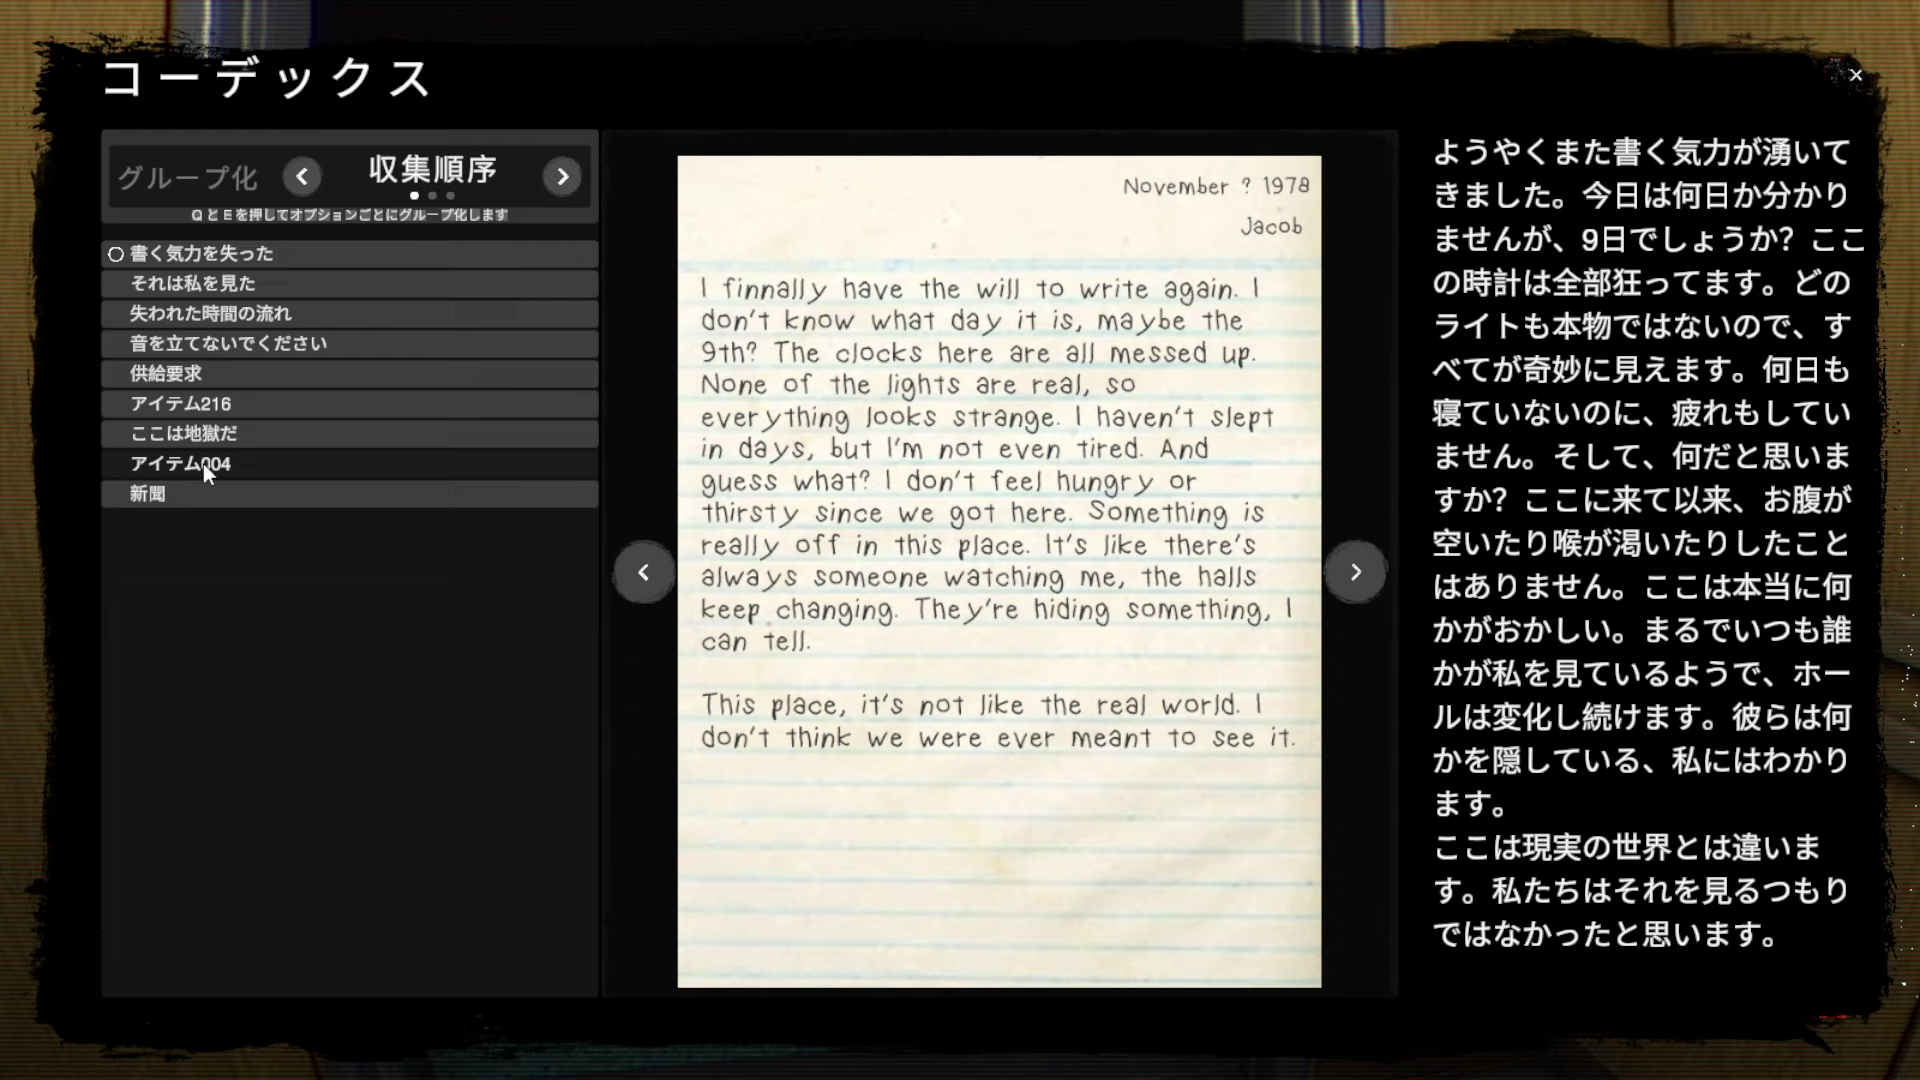 コーデックス
グループ化
収集順序
Q と E を押してオプションごとにグループ化します
書く気力を失った
それは私を見た
失われた時間の流れ
音を立てないでください
供給要求
アイテム216
ここは地獄だ
アイテム004
新聞
November ? 1978
Jacob
I finnally have the will to write again. I
don't know what day it is, maybe the
9th? The clocks here are all messed up.
None of the lights are real, so
everything looks strange. I haven't slept
in days, but I'm not even tired. And
guess what? I don't feel hungry or
thirsty since we got here. Something is
really off in this place. It's like there's
always someone watching me, the halls
keep changing. They're hiding something, I
can tell.
This place, it's not like the real world. I
don't think we were ever meant to see it.
ようやくまた書く気力が湧いて
きました。今日は何日か分かり
ませんが、9日でしょうか？ここ
の時計は全部狂ってます。どの
ライトも本物ではないので、す
べてが奇妙に見えます。何日も
寝ていないのに、疲れもしてい
ません。そして、何だと思いま
すか？ここに来て以来、お腹が
空いたり喉が渇いたりしたこと
はありません。ここは本当に何
かがおかしい。まるでいつも誰
かが私を見ているようで、ホー
ルは変化し続けます。彼らは何
かを隠している、私にはわかり
ます。
ここは現実の世界とは違いま
す。私たちはそれを見るつもり
ではなかったと思います。